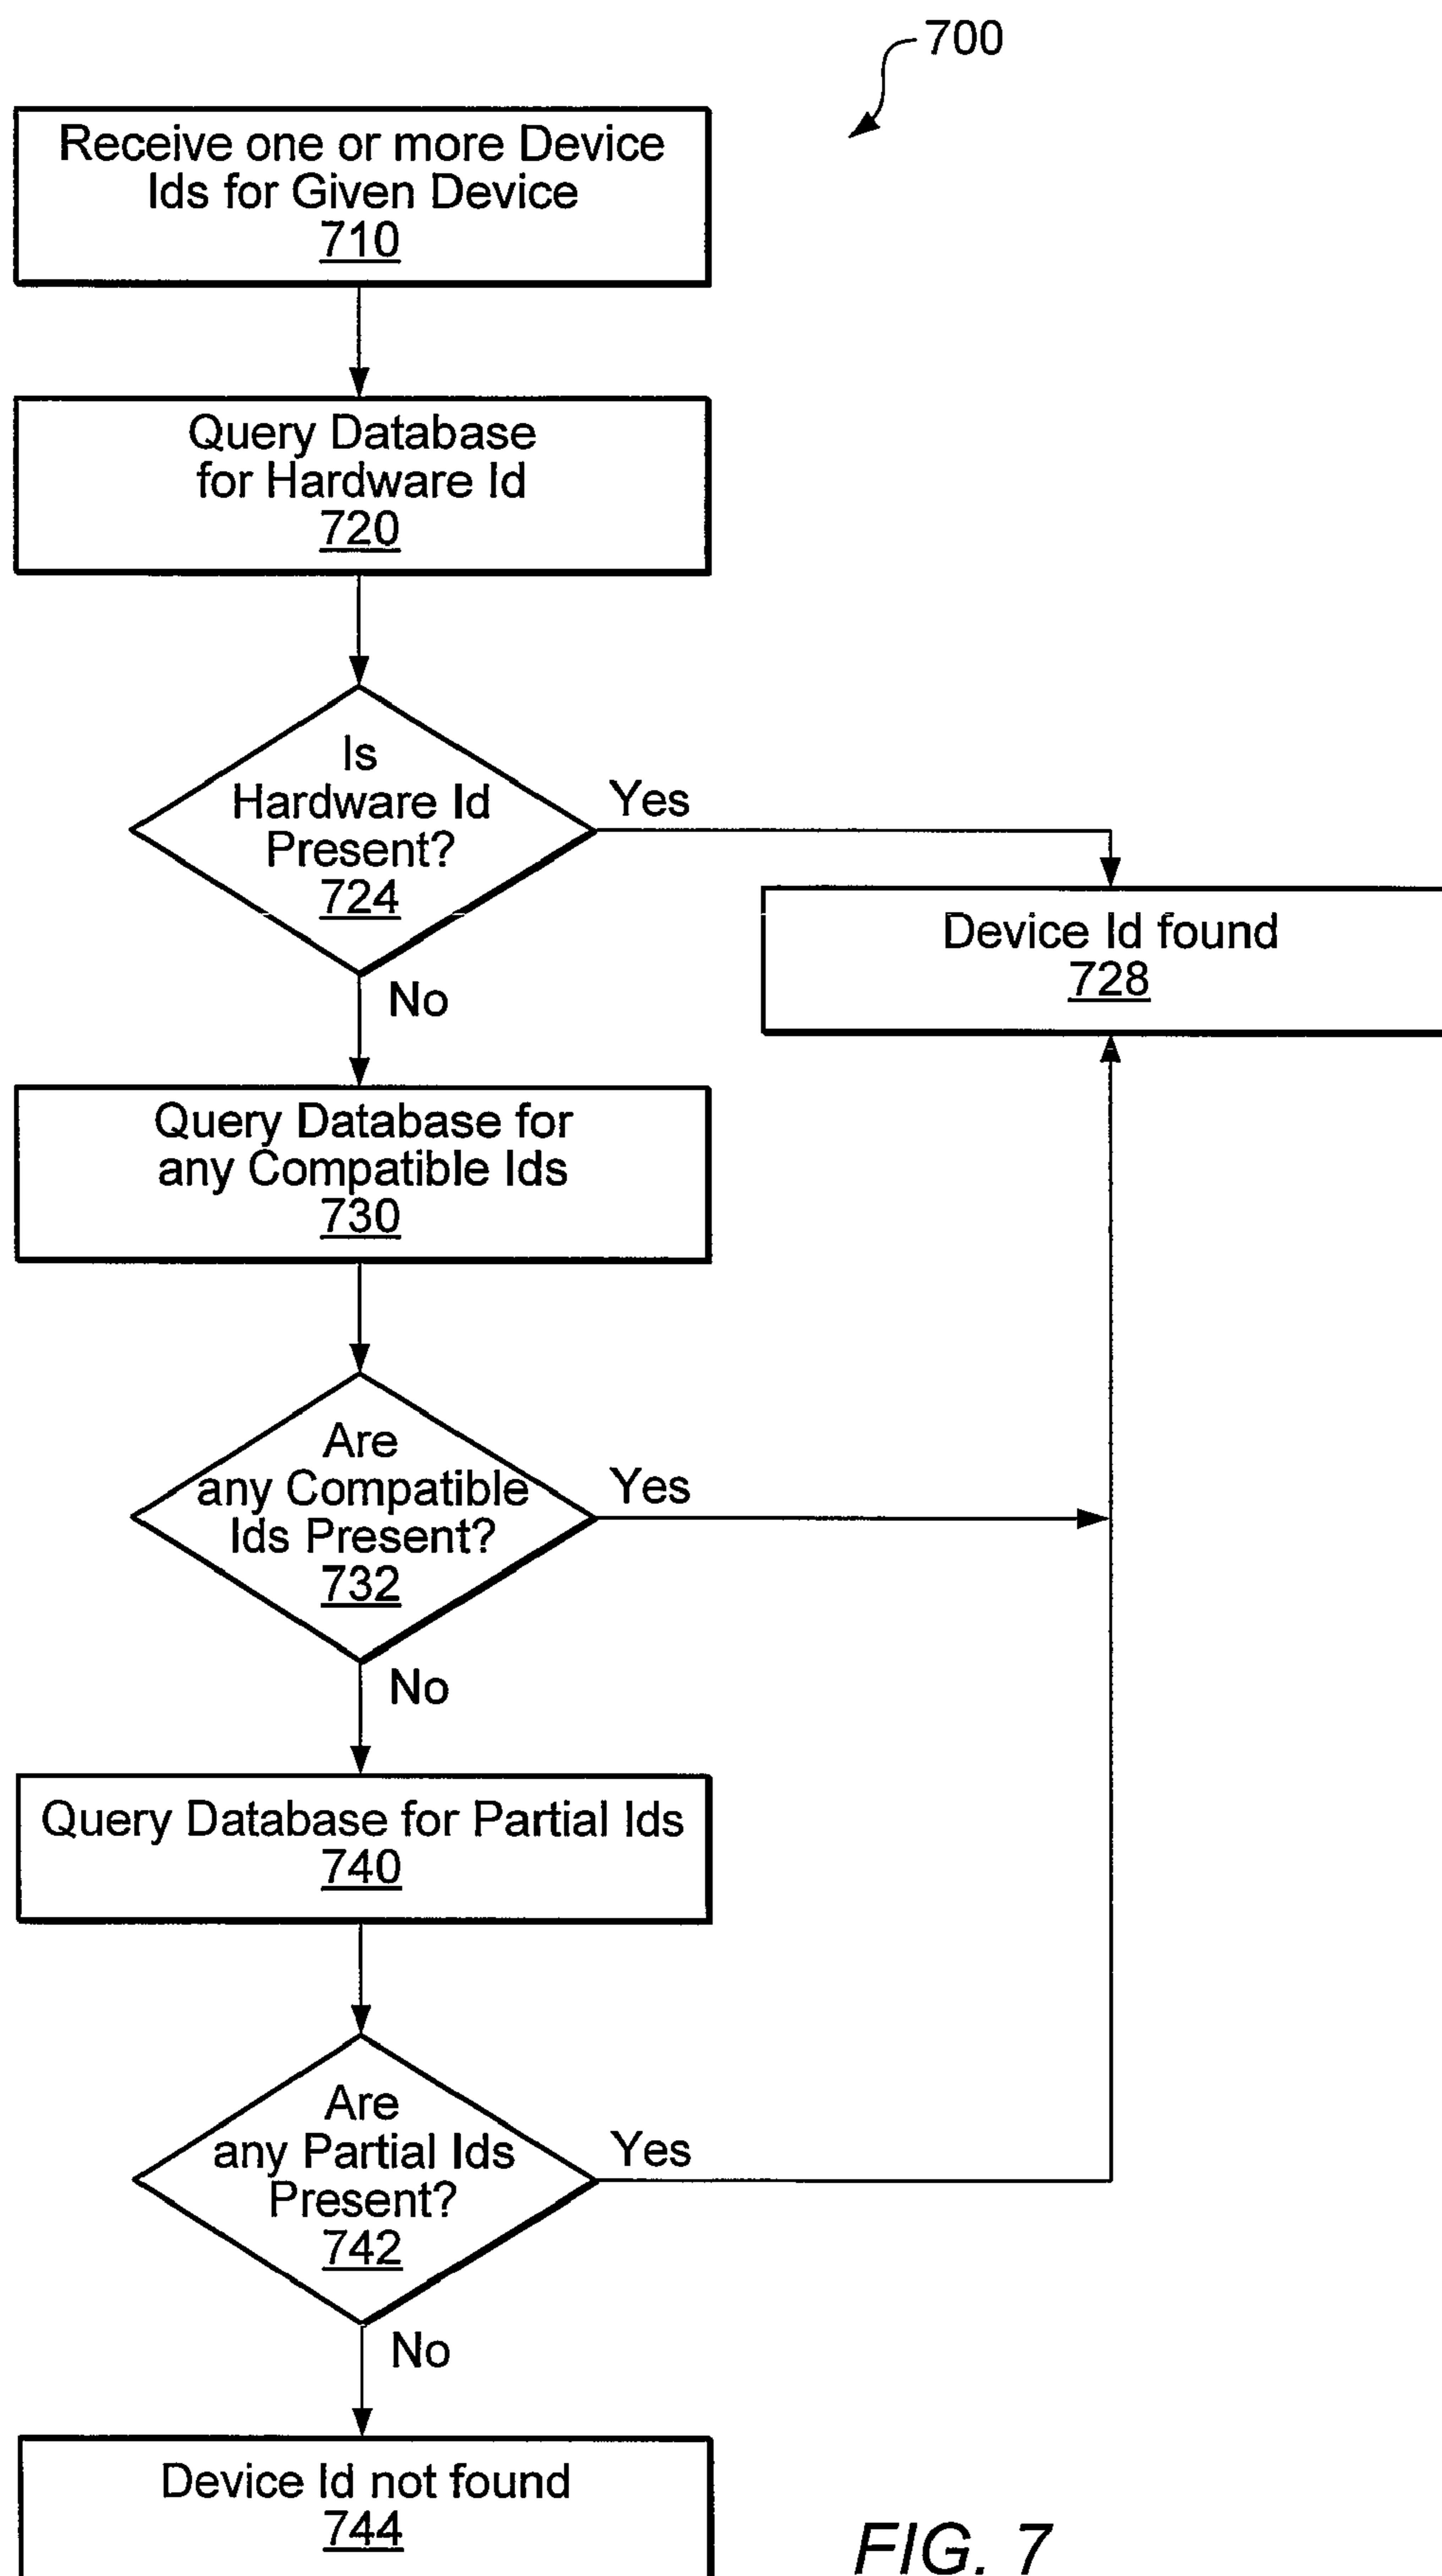 700
Receive one or more Device
Ids for Given Device
710
Query Database
for Hardware Id
720
Is
Hardware Id
Present?
724
Yes
No
Device Id found
728
Query Database for
any Compatible Ids
730
Are
any Compatible
Ids Present?
732
Yes
No
Query Database for Partial Ids
740
Are
any Partial Ids
Present?
742
Yes
No
Device Id not found
744
FIG. 7